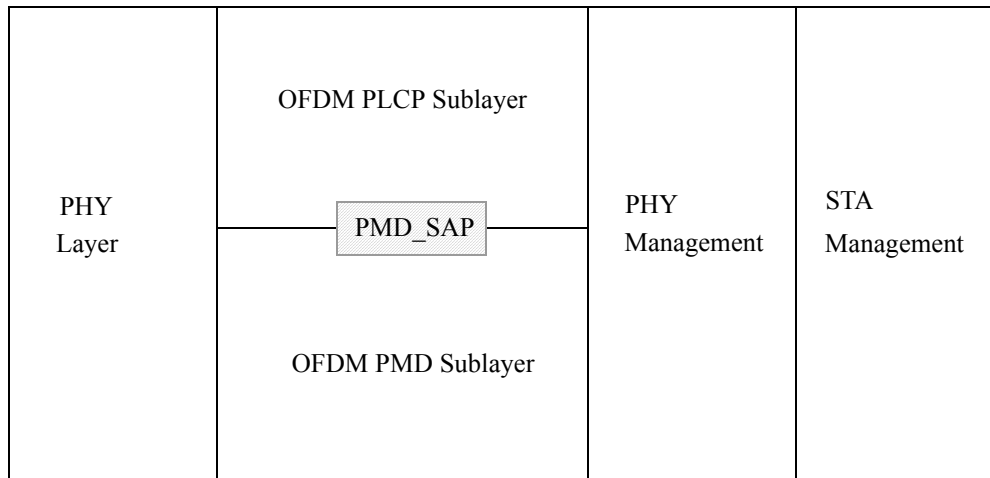 OFDM PLCP Sublayer
PHY
Layer
PMD_SAP
PHY
Management
STA
Management
OFDM PMD Sublayer